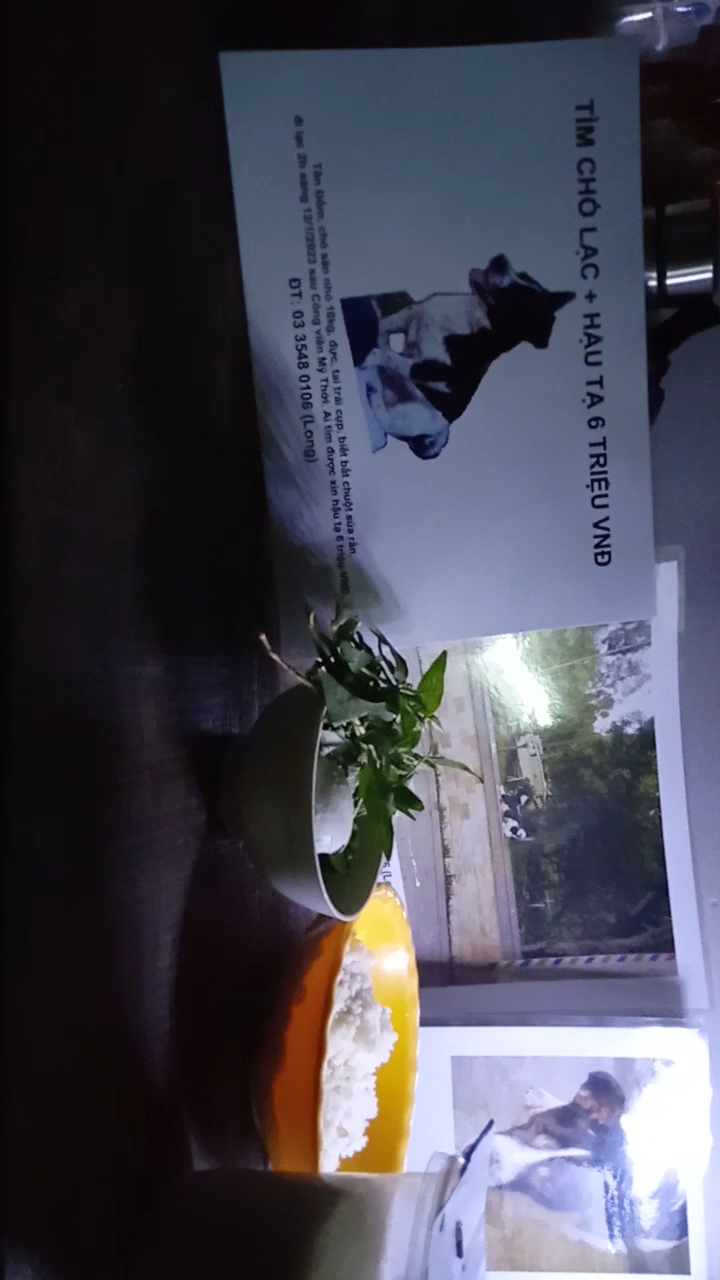 TÌM CHÓ LẠC + HẬU TẠ 6 TRIỆU VNĐ
Tên Đốm, chó săn nhỏ 10kg, đực, tai trái cụp, biết bắt chuột sủa rắn,
đi lạc 2h sáng 12/1/2023 sau Công viên Mỹ Thới. Ai tìm được xin hậu tạ 6 triệu VNĐ
ĐT: 03 3548 0106 (Long)